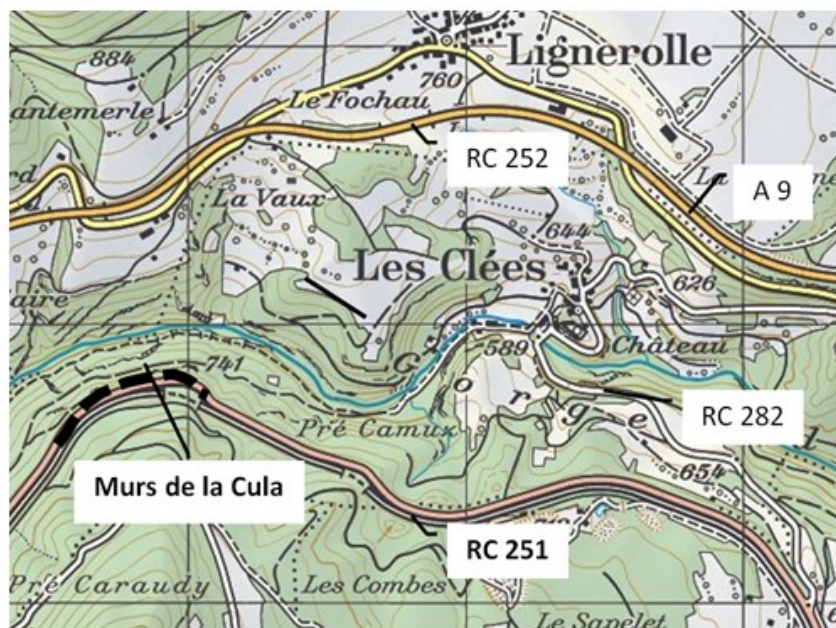 Lignerolle
884
760
antemerle
Le Fochau
RC 252
A 9
La Vaux
644
Les Clées
626
aire
741
589
Château
Gorge
Pré Camux
RC 282
Murs de la Cula
654
RC 251
Pré Caraudy
Les Combes
Le Sapelet